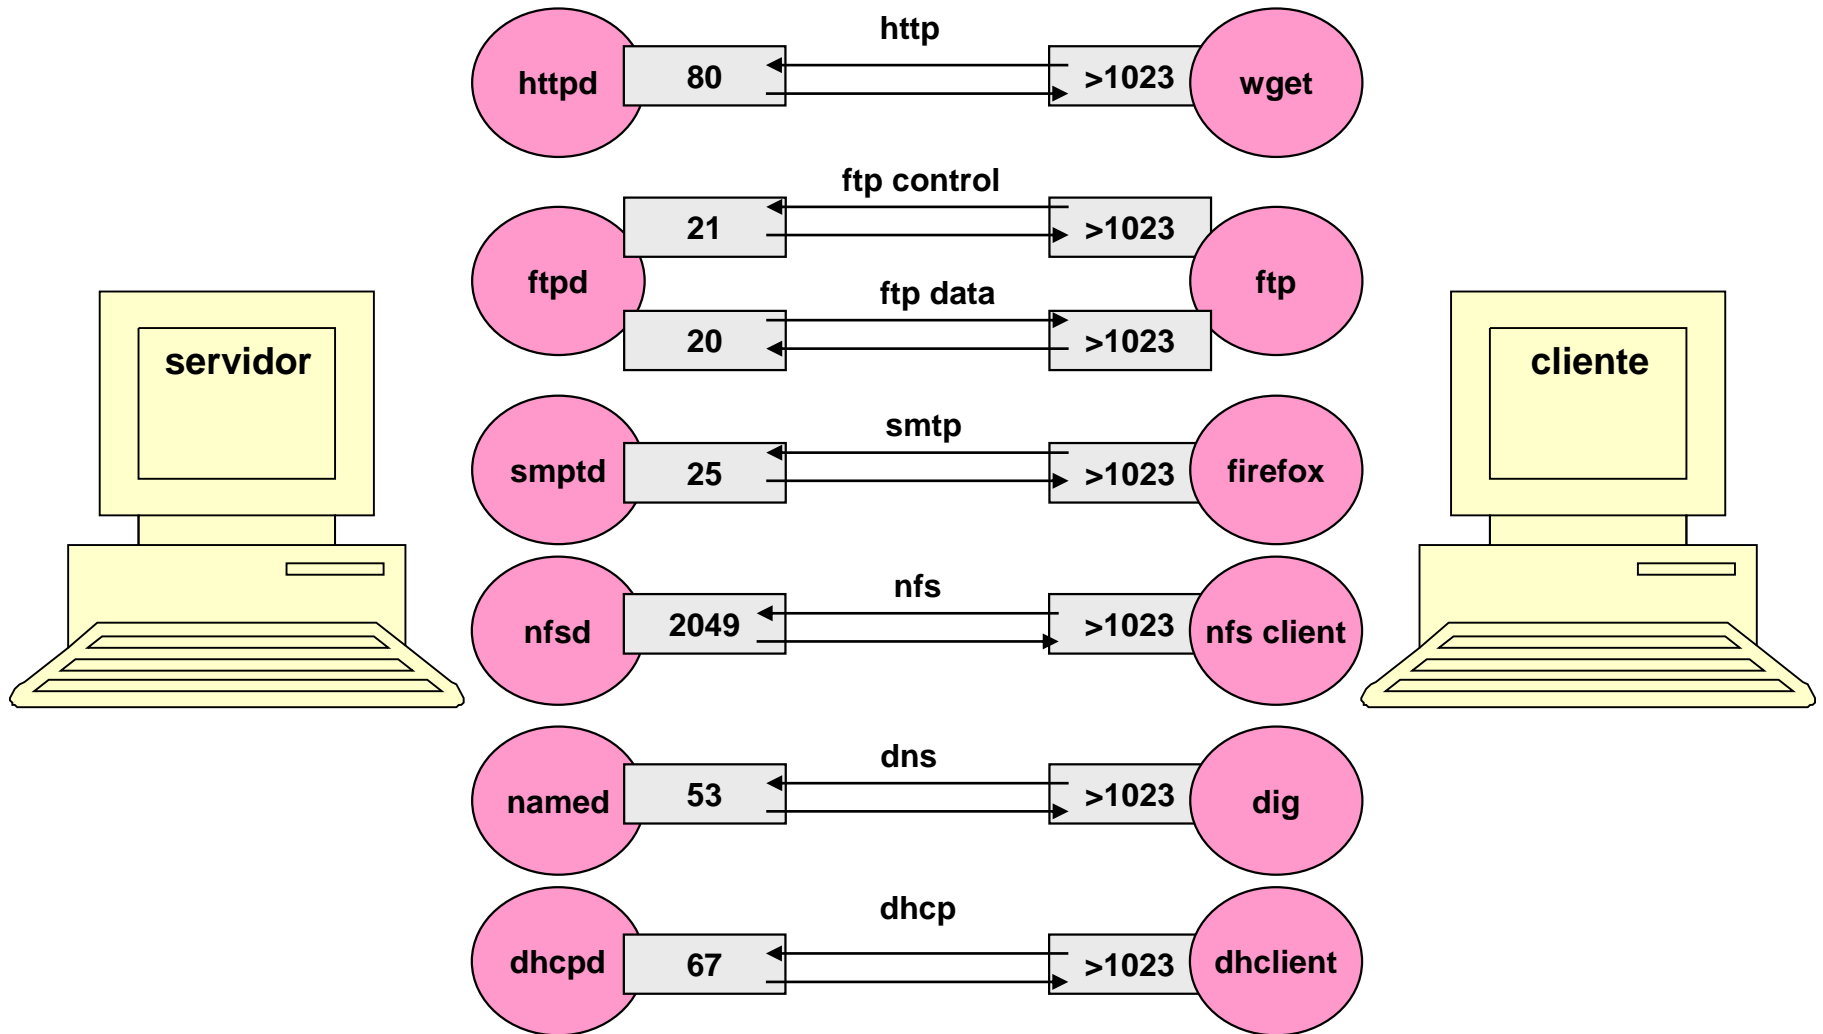 http
httpd 80 >1023 wget
ftp control
21 >1023
ftpd ftp
ftp data
20 >1023
servidor cliente
smtp
smptd 25 >1023 firefox
nfs
nfsd 2049 >1023 nfs client
dns
named 53 >1023 dig
dhcp
dhcpd 67 >1023 dhclient